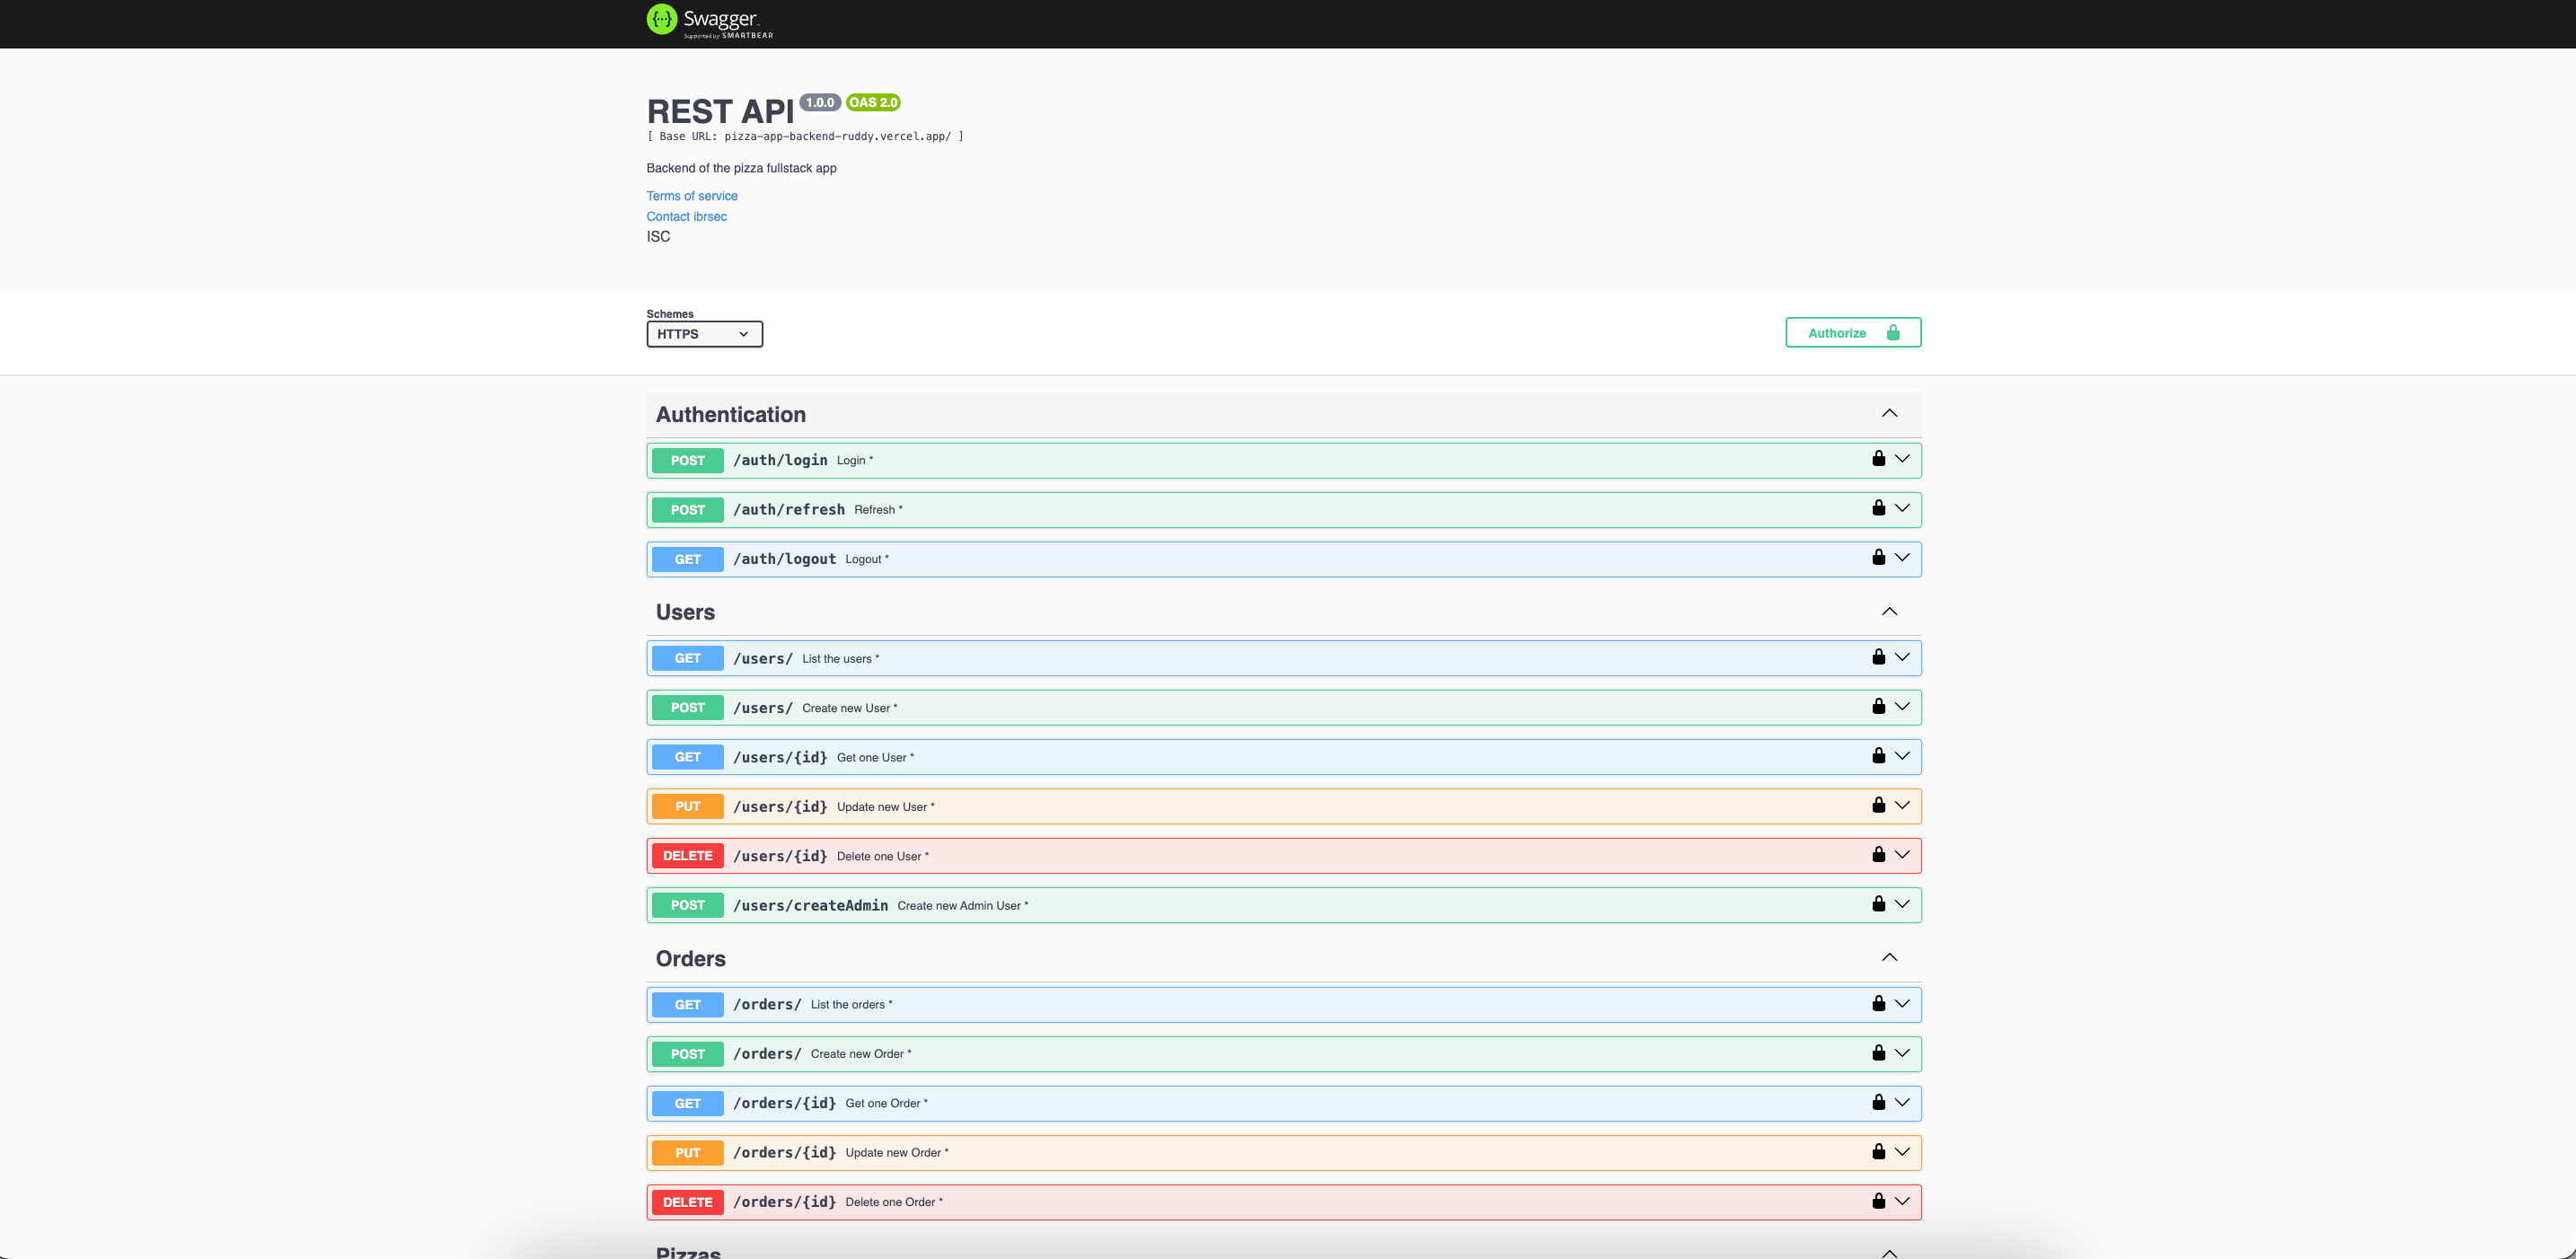 Swagger
Supported by SMARTBEAR
REST API 1.0.0 OAS 2.0
[ Base URL: pizza-app-backend-ruddy.vercel.app/ ]
Backend of the pizza fullstack app
Terms of service
Contact ibrsec
ISC
Schemes
HTTPS
Authorize
Authentication
POST /auth/login Login *
POST /auth/refresh Refresh *
GET /auth/logout Logout *
Users
GET /users/ List the users *
POST /users/ Create new User *
GET /users/{id} Get one User *
PUT /users/{id} Update new User *
DELETE /users/{id} Delete one User *
POST /users/createAdmin Create new Admin User *
Orders
GET /orders/ List the orders *
POST /orders/ Create new Order *
GET /orders/{id} Get one Order *
PUT /orders/{id} Update new Order *
DELETE /orders/{id} Delete one Order *
Pizzas